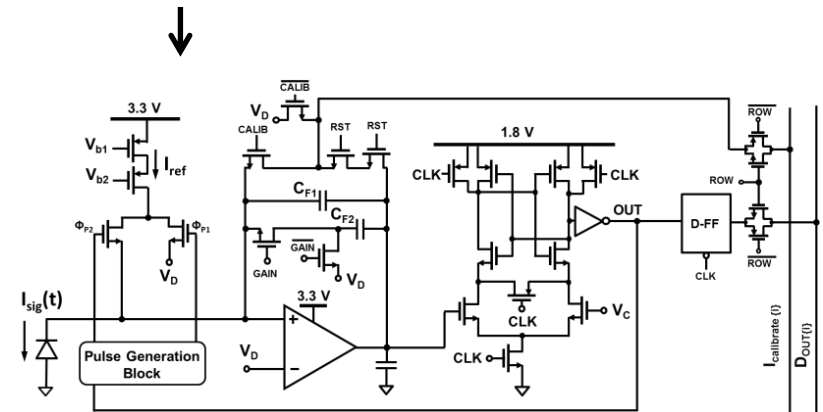 CALIB
3.3 V
V_D
CALIB
RST
RST
1.8 V
ROW
V_b1
I_ref
V_b2
CLK
CLK
ROW
C_F1
OUT
Φ_P2
Φ_P1
C_F2
D-FF
V_D
GAIN
GAIN
V_D
ROW
CLK
I_sig(t)
3.3 V
CLK
V_C
+
V_D
−
Pulse Generation
Block
CLK
I_calibrate {i}
D_OUT{i}